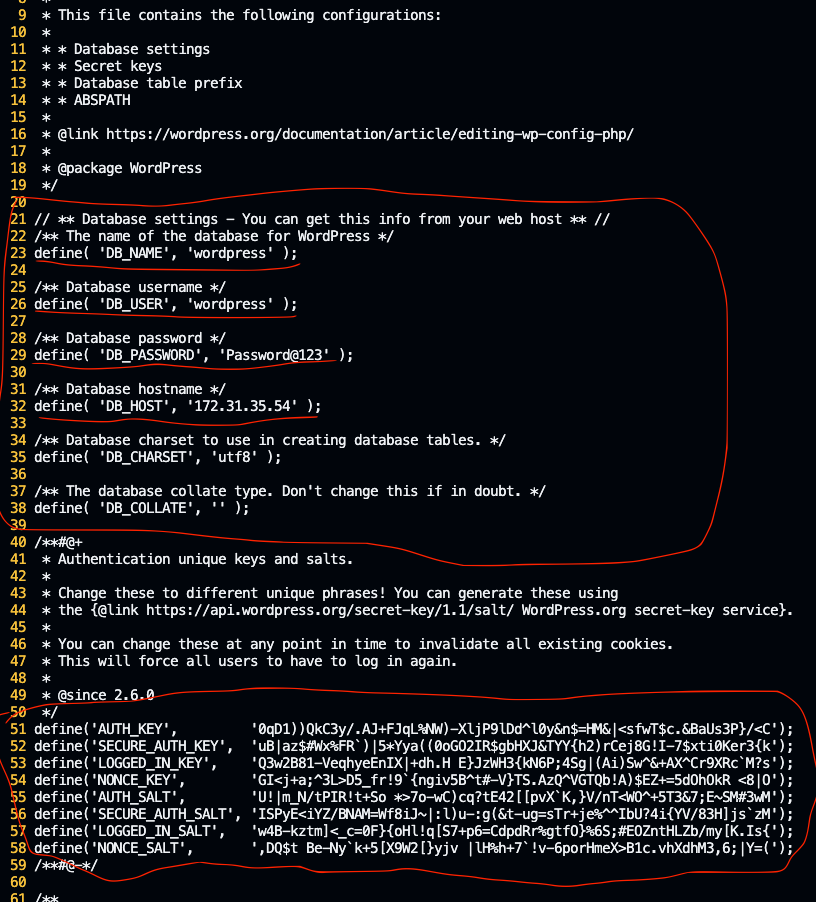 9 * This file contains the following configurations:
10 *
11 * * Database settings
12 * * Secret keys
13 * * Database table prefix
14 * * ABSPATH
15 *
16 * @link https://wordpress.org/documentation/article/editing-wp-config-php/
17 *
18 * @package WordPress
19 */
20
21 // ** Database settings - You can get this info from your web host ** //
22 /** The name of the database for WordPress */
23 define( 'DB_NAME', 'wordpress' );
24
25 /** Database username */
26 define( 'DB_USER', 'wordpress' );
27
28 /** Database password */
29 define( 'DB_PASSWORD', 'Password@123' );
30
31 /** Database hostname */
32 define( 'DB_HOST', '172.31.35.54' );
33
34 /** Database charset to use in creating database tables. */
35 define( 'DB_CHARSET', 'utf8' );
36
37 /** The database collate type. Don't change this if in doubt. */
38 define( 'DB_COLLATE', '' );
39
40 /**#@+
41 * Authentication unique keys and salts.
42 *
43 * Change these to different unique phrases! You can generate these using
44 * the {@link https://api.wordpress.org/secret-key/1.1/salt/ WordPress.org secret-key service}.
45 *
46 * You can change these at any point in time to invalidate all existing cookies.
47 * This will force all users to have to log in again.
48 *
49 * @since 2.6.0
50 */
51 define('AUTH_KEY', '0qD1))QkC3y/.AJ+FJqL%NW)-XljP9lDd^l0y&n$=HM&|<sfwT$c.&BaUs3P}/<C');
52 define('SECURE_AUTH_KEY', 'uB|az$#Wx%FR`)|5*Yya((0oGO2IR$gbHXJ&TYY{h2)rCej8G!I-7$xti0Ker3{k');
53 define('LOGGED_IN_KEY', 'Q3w2B81-VeqhyeEnIX|+dh.H E}JzWH3{kN6P;4Sg|(Ai)Sw^&+AX^Cr9XRc`M?s');
54 define('NONCE_KEY', 'GI<j+a;^3L>D5_fr!9`{ngiv5B^t#-V}TS.AzQ^VGTQb!A)$EZ+=5dOhOkR <8|O');
55 define('AUTH_SALT', 'U!|m_N/tPIR!t+So *>7o-wC)cq?tE42[[pvX`K,}V/nT<WO^+5T3&7;E~SM#3wM');
56 define('SECURE_AUTH_SALT', 'ISPyE<iYZ/BNAM=Wf8iJ~|:l)u-:g(&t-ug=sTr+je%^^IbU?4i{YV/83H]js`zM');
57 define('LOGGED_IN_SALT', 'w4B-kztm]<_c=0F}{oHl!q[S7+p6=CdpdRr%gtfO}%6S;#EOZntHLZb/my[K.Is{');
58 define('NONCE_SALT', ',DQ$t Be-Ny`k+5[X9W2[}yjv |lH%h+7`!v-6porHmeX>B1c.vhXdhM3,6;|Y=(');
59 /**#@-*/
60
61 /**